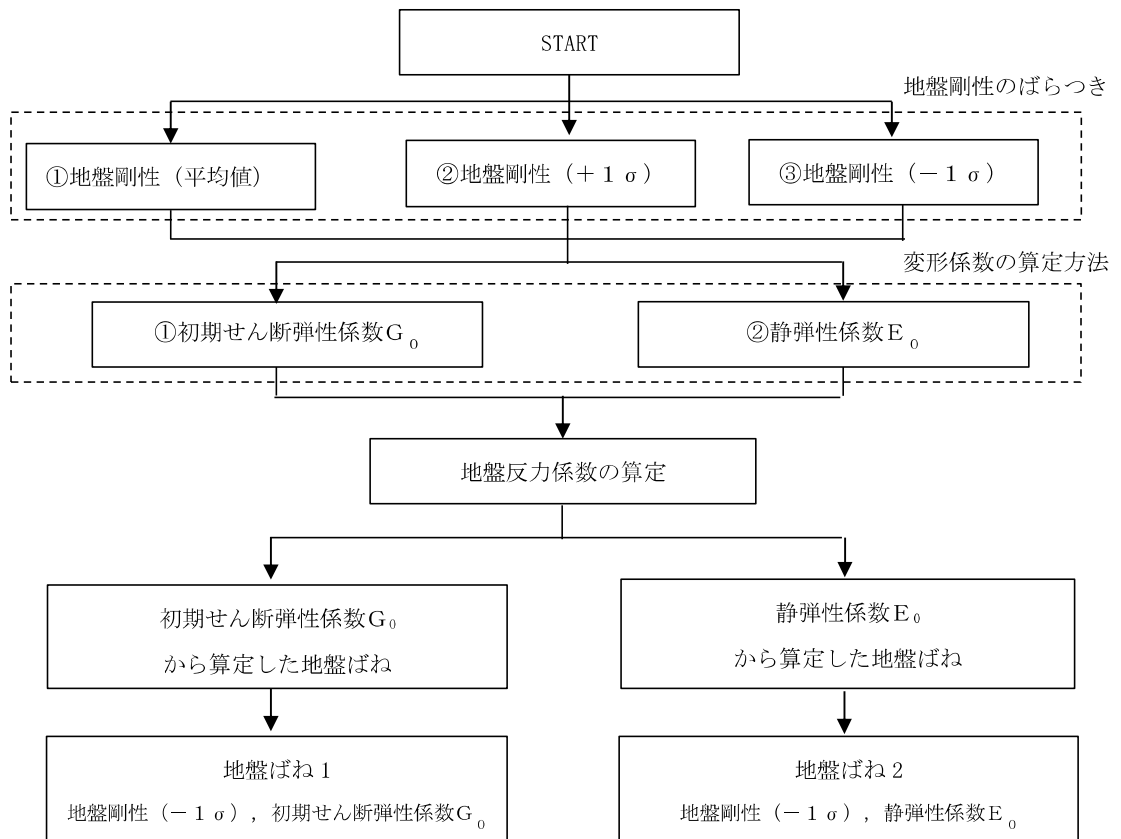 START
地盤剛性のばらつき
①地盤剛性（平均値）
②地盤剛性（＋１σ）
③地盤剛性（－１σ）
変形係数の算定方法
①初期せん断弾性係数Ｇ₀
②静弾性係数Ｅ₀
地盤反力係数の算定
初期せん断弾性係数Ｇ₀
から算定した地盤ばね
静弾性係数Ｅ₀
から算定した地盤ばね
地盤ばね１
地盤剛性（－１σ），初期せん断弾性係数Ｇ₀
地盤ばね２
地盤剛性（－１σ），静弾性係数Ｅ₀